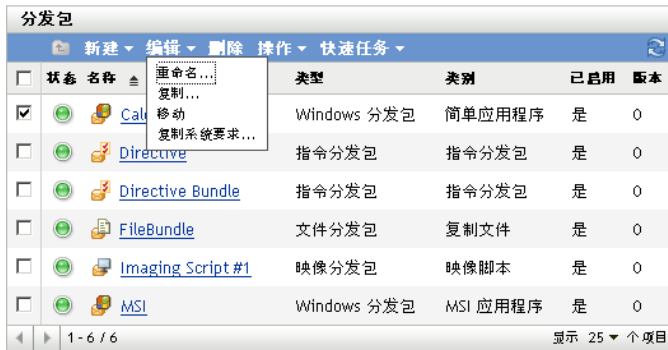 分发包
新建 编辑 删除 操作 快速任务
状态 名称 类型 类别 已启用 版本
重命名...
复制...
移动
复制系统要求...
Windows 分发包 简单应用程序 是 0
Directive 指令分发包 指令分发包 是 0
Directive Bundle 指令分发包 指令分发包 是 0
FileBundle 文件分发包 复制文件 是 0
Imaging Script #1 映像分发包 映像脚本 是 0
MSI Windows 分发包 MSI 应用程序 是 0
1 - 6 / 6 显示 25 个项目